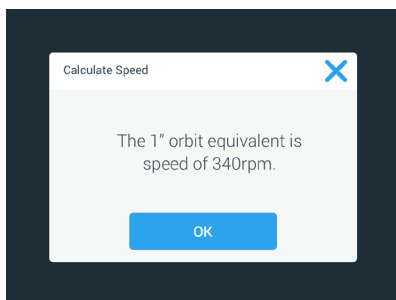 Calculate Speed
The 1” orbit equivalent is
speed of 340rpm.
OK